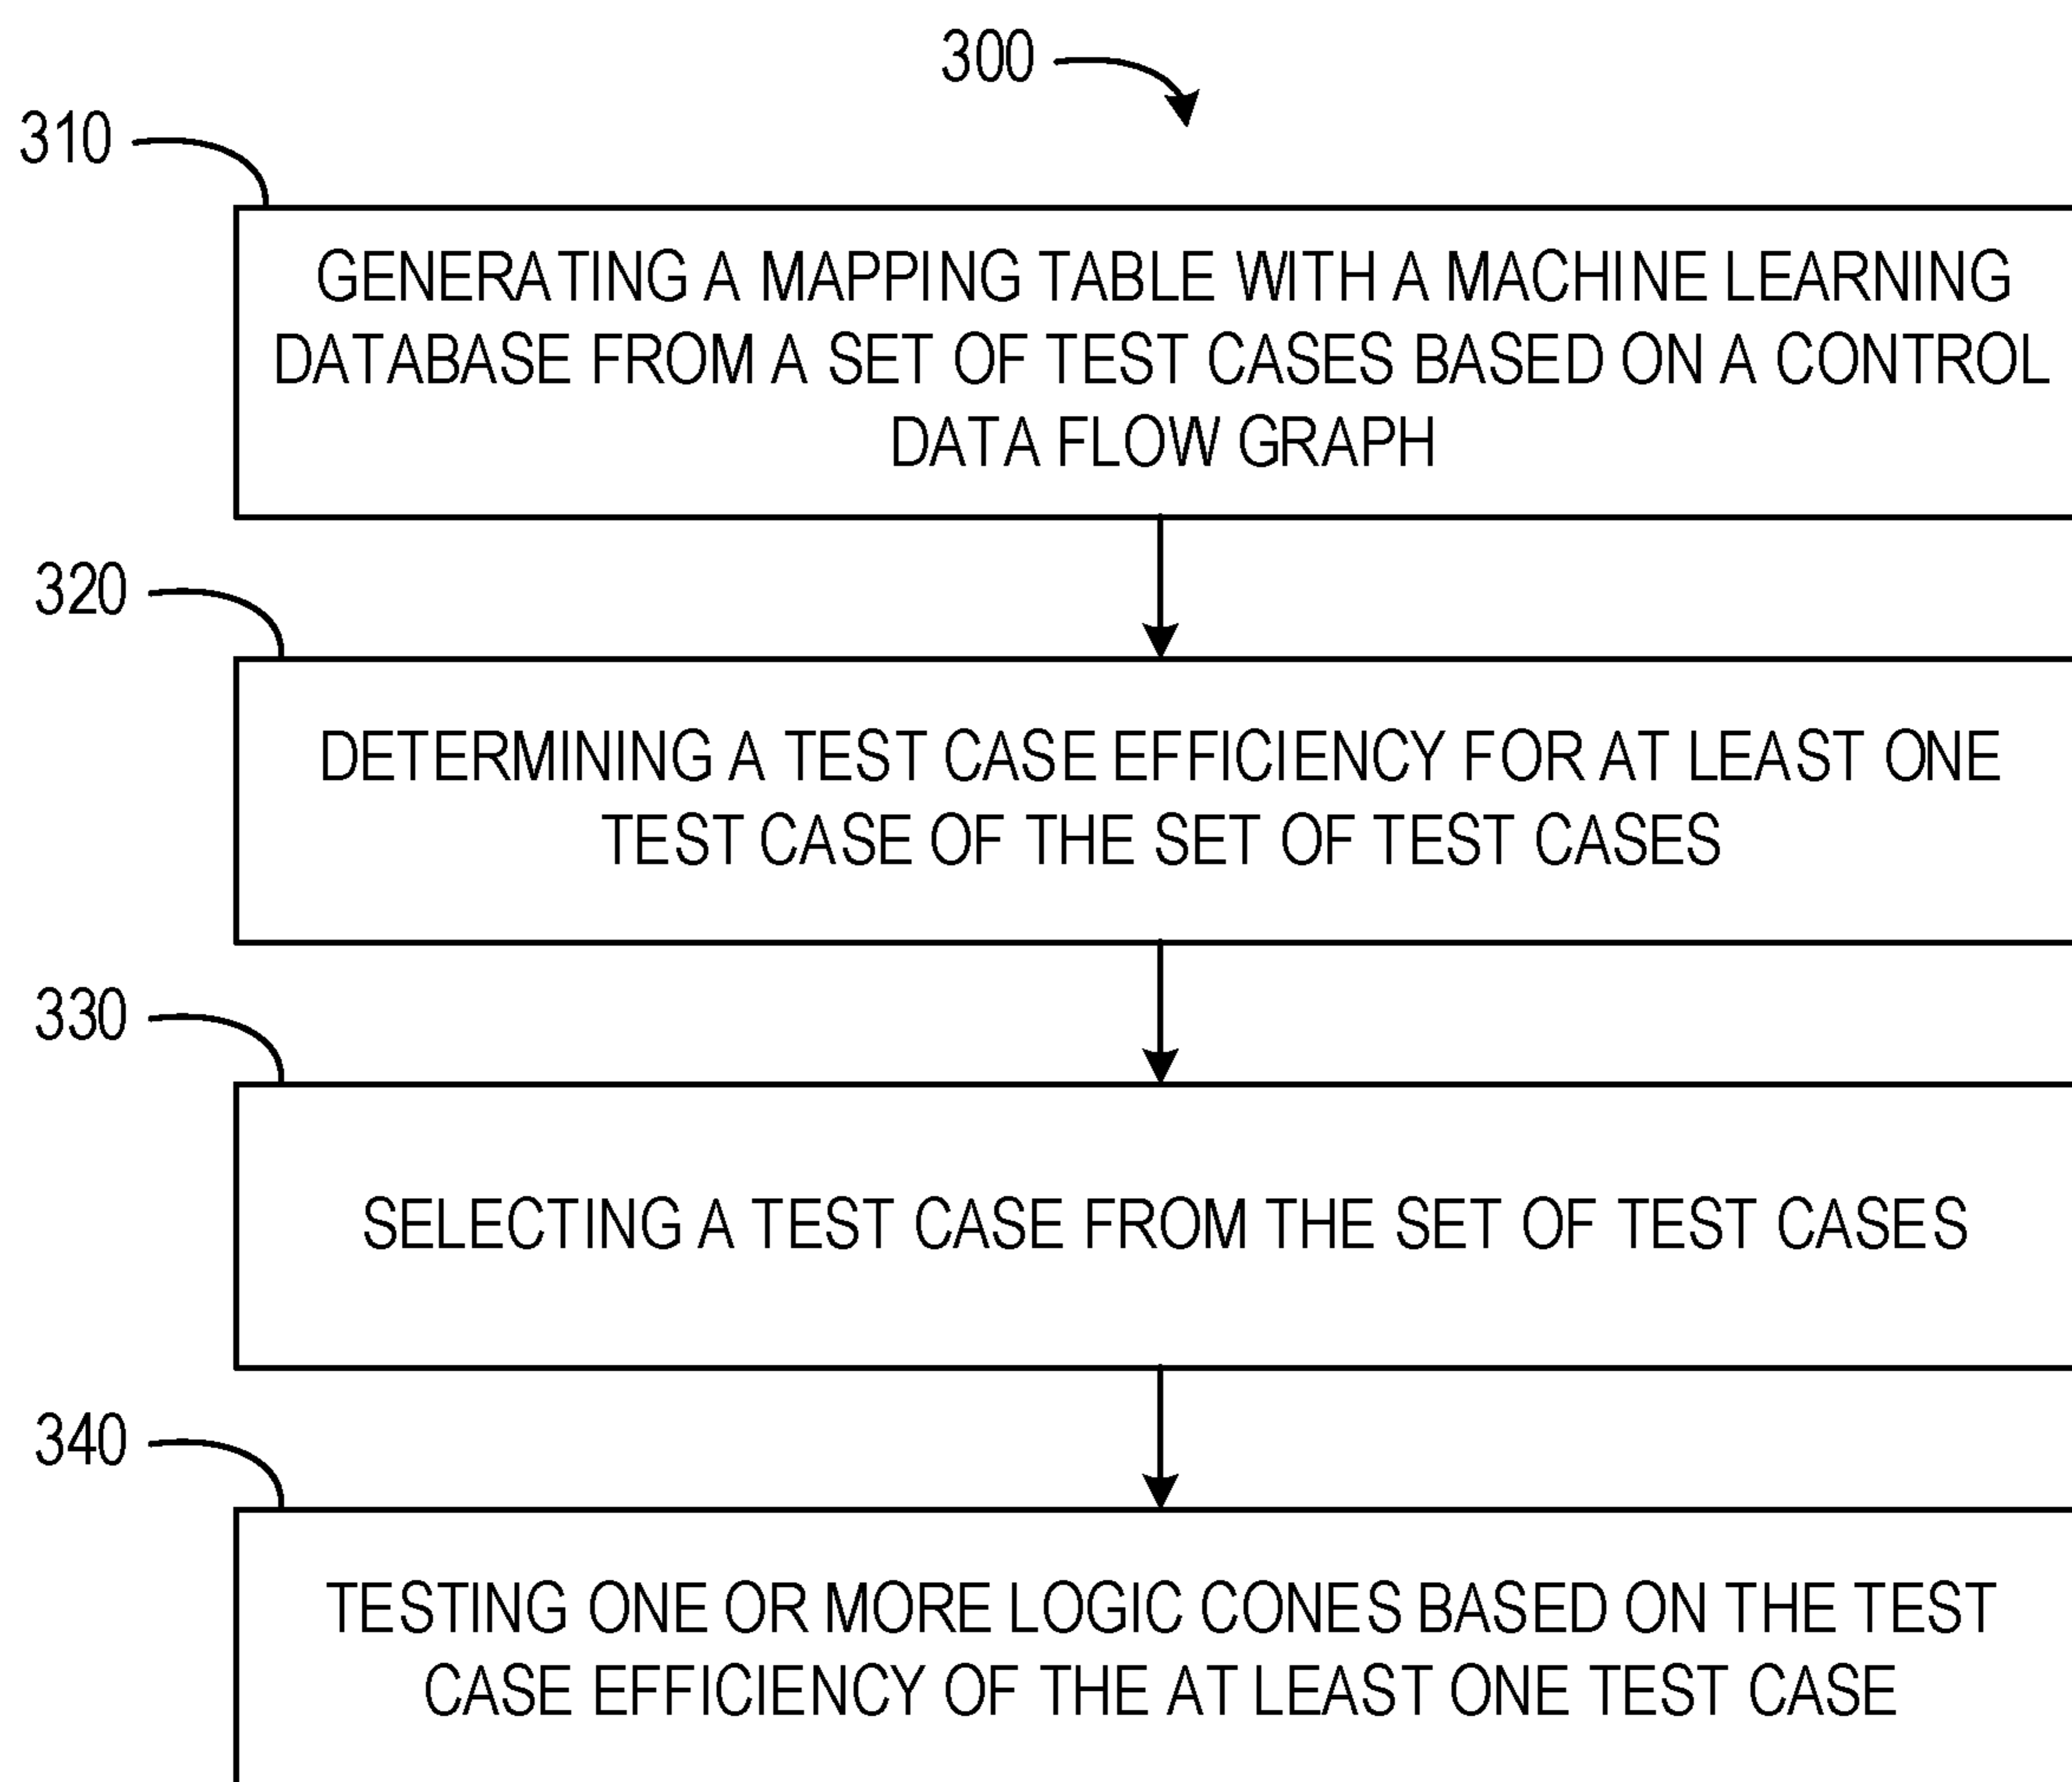 300
310
GENERATING A MAPPING TABLE WITH A MACHINE LEARNING
DATABASE FROM A SET OF TEST CASES BASED ON A CONTROL
DATA FLOW GRAPH
320
DETERMINING A TEST CASE EFFICIENCY FOR AT LEAST ONE
TEST CASE OF THE SET OF TEST CASES
330
SELECTING A TEST CASE FROM THE SET OF TEST CASES
340
TESTING ONE OR MORE LOGIC CONES BASED ON THE TEST
CASE EFFICIENCY OF THE AT LEAST ONE TEST CASE